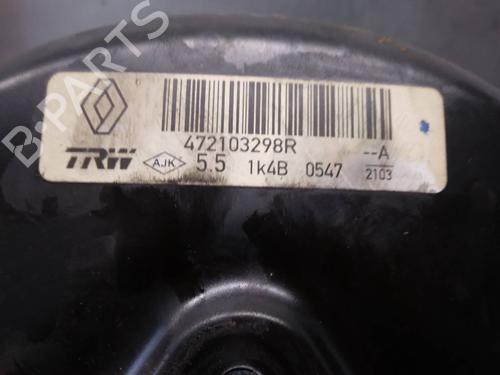 B-PARTS
472103298R
--A
TRW AJK 5.5 1k4B 0547 2103